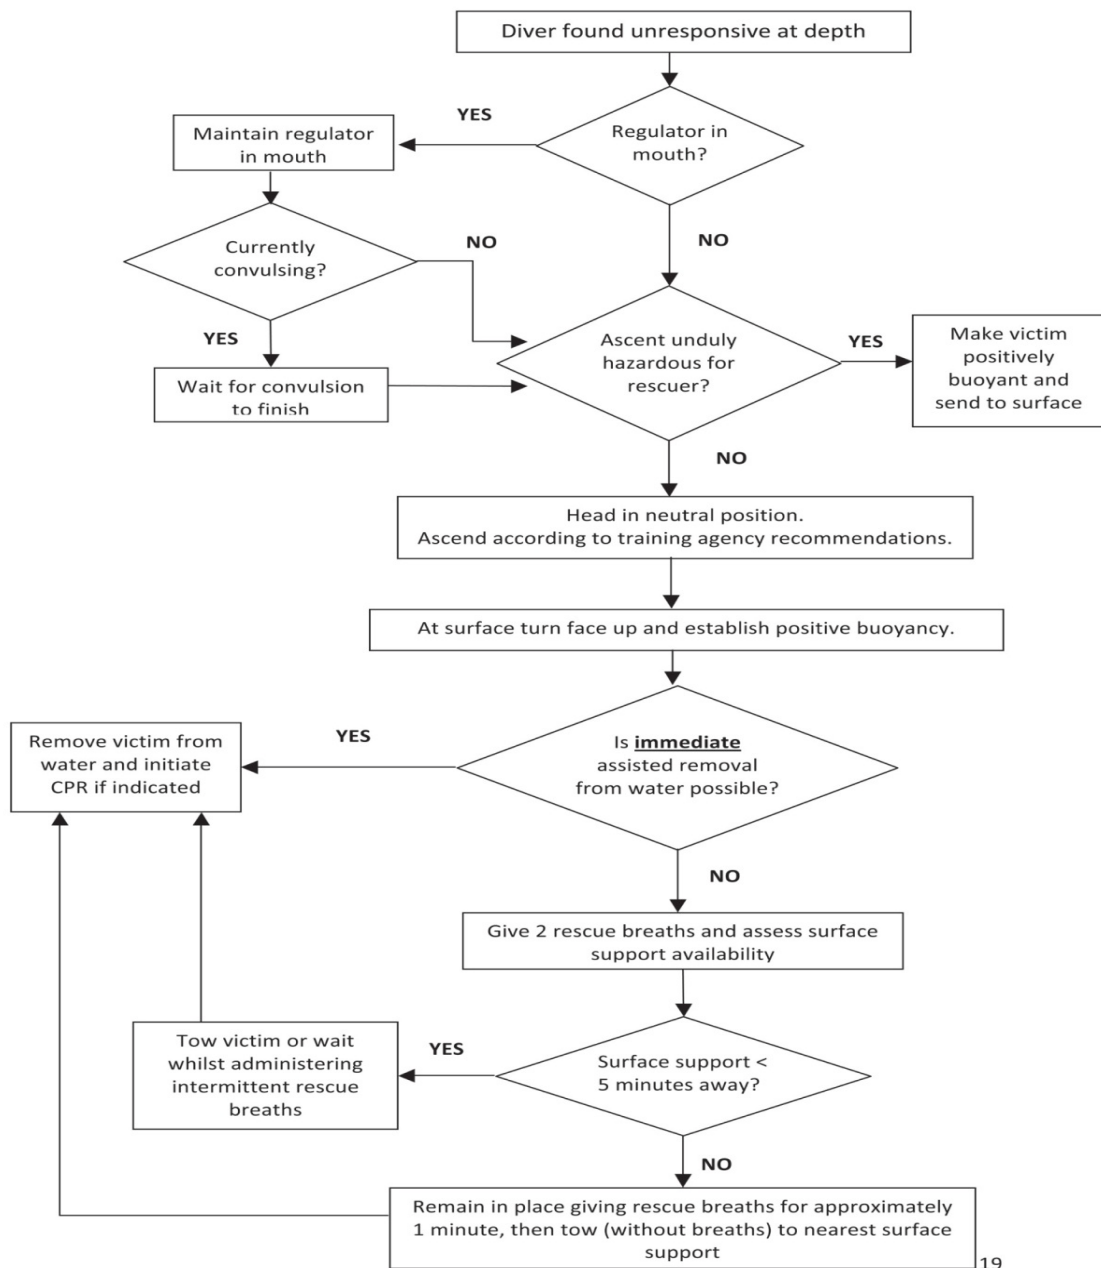 Diver found unresponsive at depth
YES
Maintain regulator
in mouth
Regulator in
mouth?
NO
Currently
convulsing?
NO
YES
Wait for convulsion
to finish
Ascent unduly
hazardous for
rescuer?
YES
Make victim
positively
buoyant and
send to surface
NO
Head in neutral position.
Ascend according to training agency recommendations.
At surface turn face up and establish positive buoyancy.
Is immediate
assisted removal
from water possible?
YES
Remove victim from
water and initiate
CPR if indicated
NO
Give 2 rescue breaths and assess surface
support availability
Surface support <
5 minutes away?
YES
Tow victim or wait
whilst administering
intermittent rescue
breaths
NO
Remain in place giving rescue breaths for approximately
1 minute, then tow (without breaths) to nearest surface
support
19